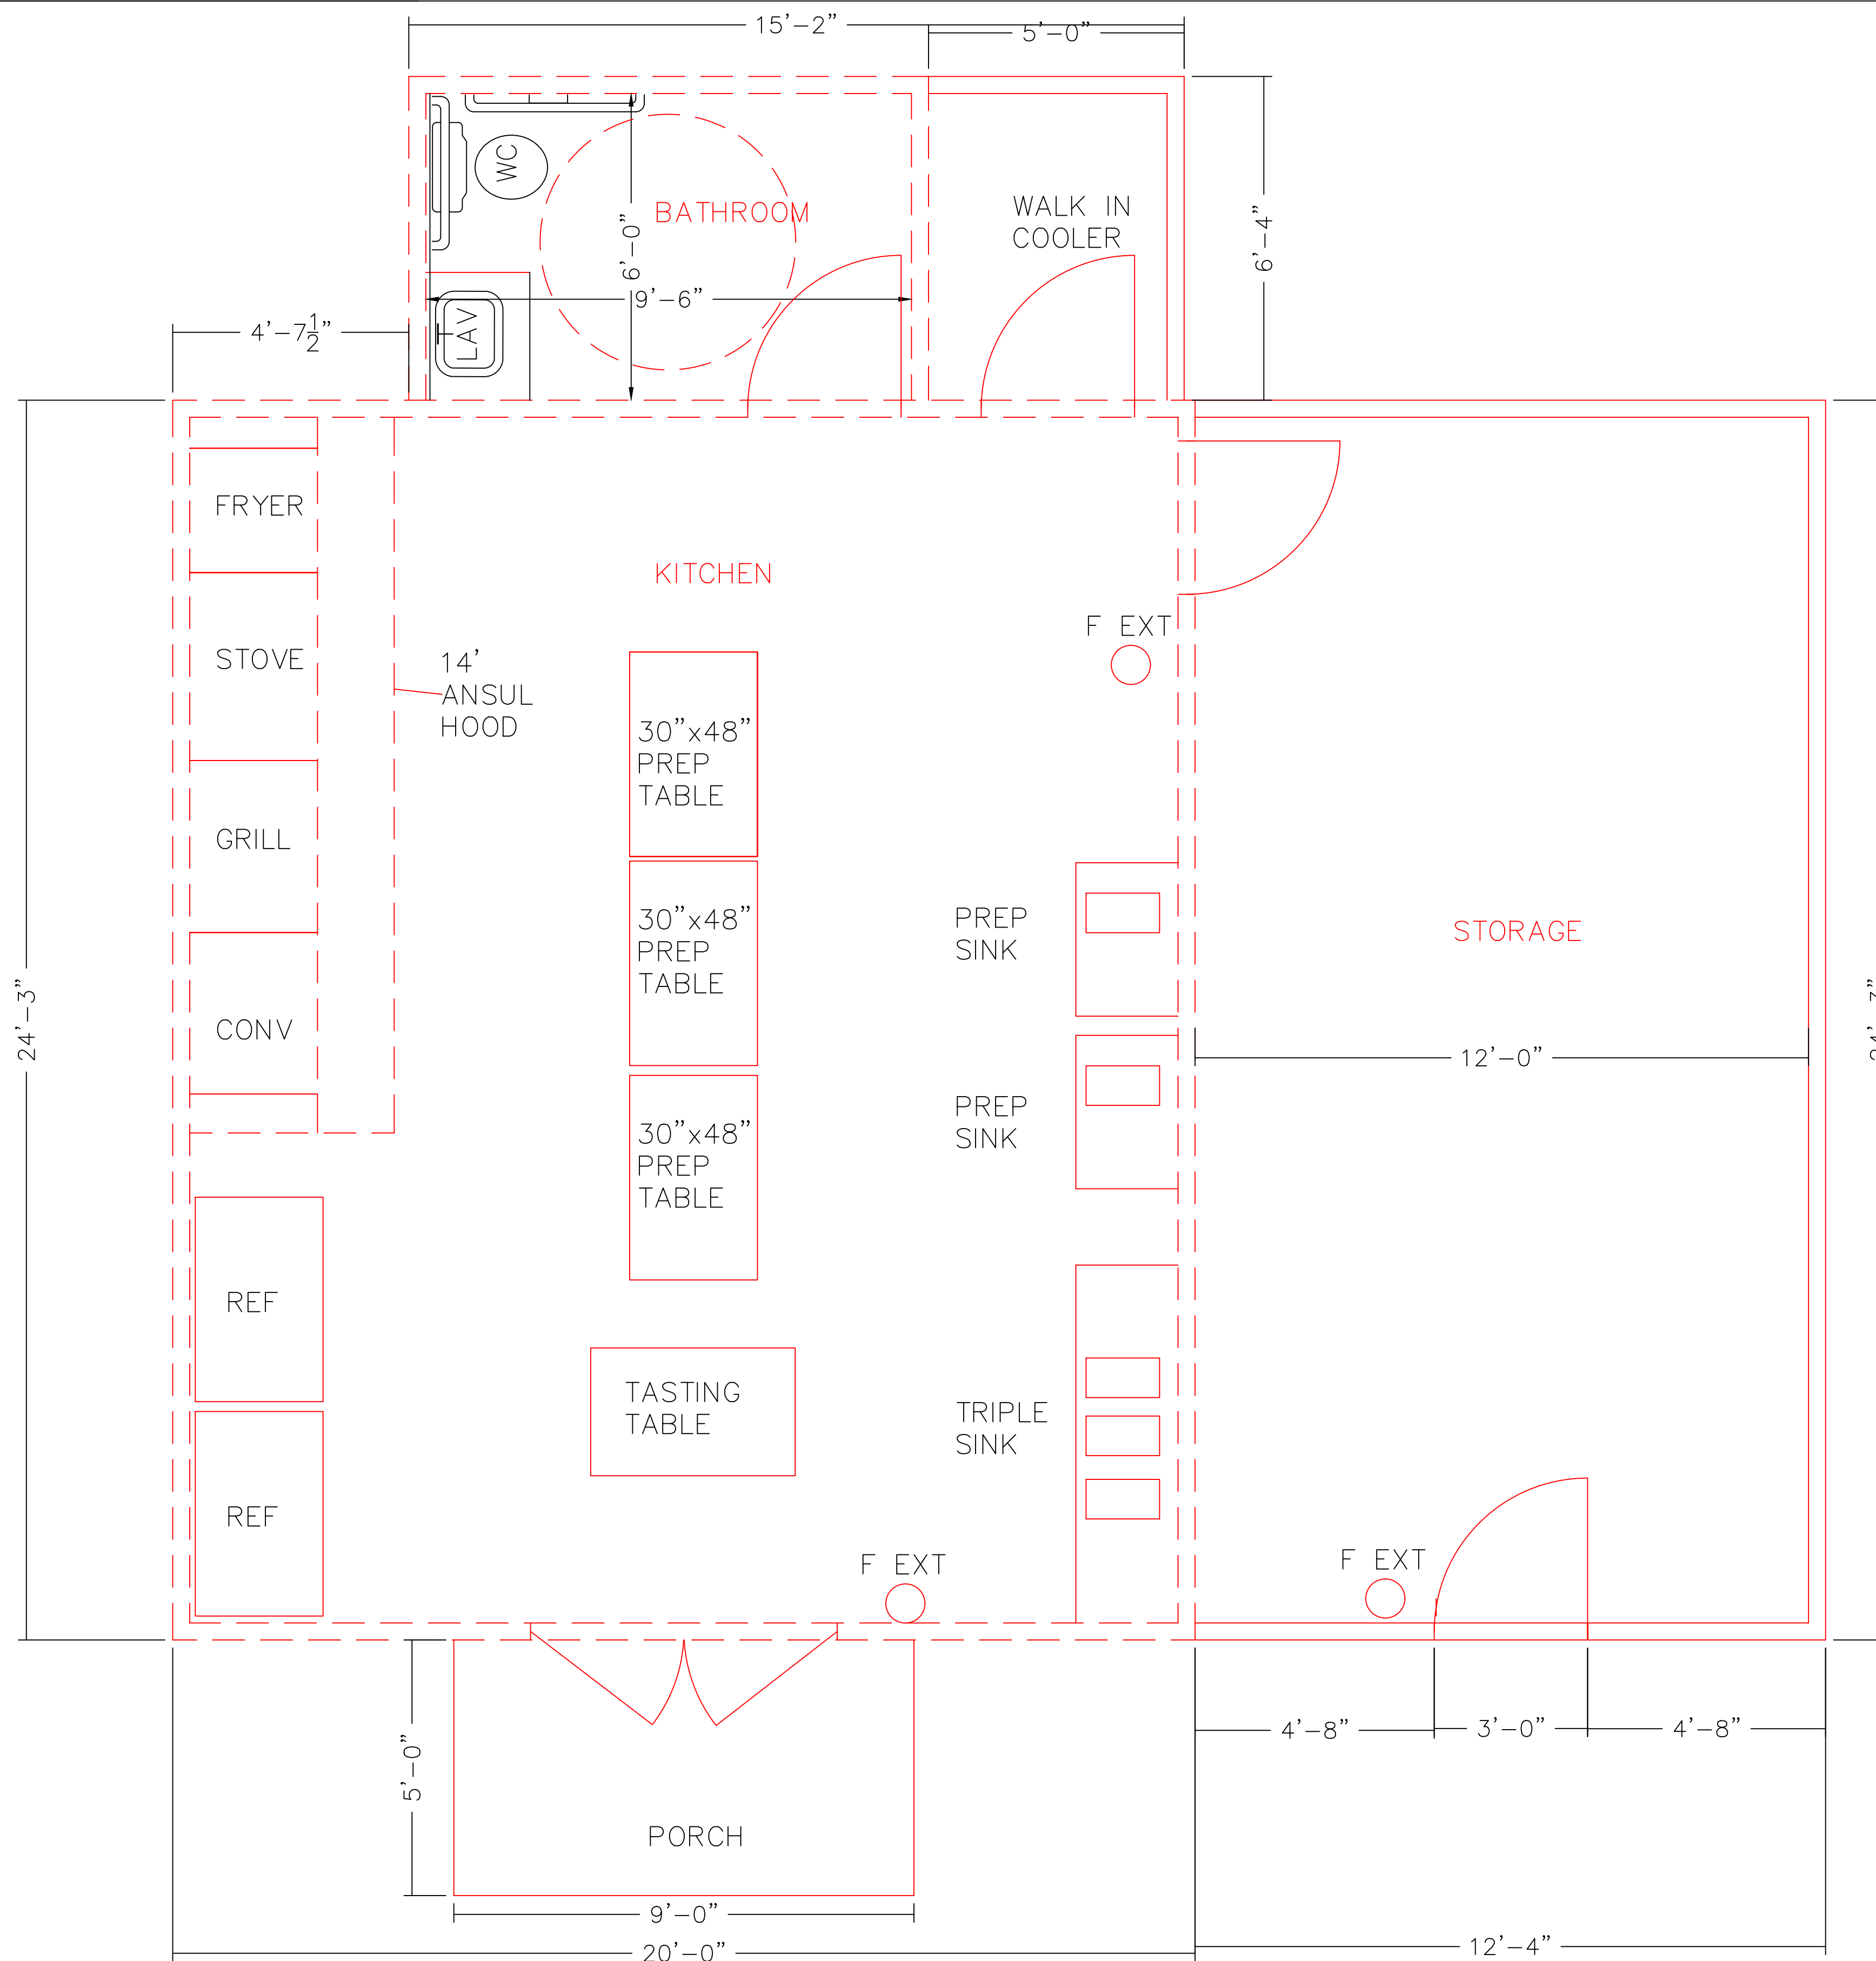 15'-2"
5'-0"
WC
BATHROOM
WALK IN
COOLER
6'-0"
6'-4"
9'-6"
LAV
4'-7 1/2"
FRYER
KITCHEN
F EXT
STOVE
14'
ANSUL
HOOD
30"x48"
PREP
TABLE
GRILL
30"x48"
PREP
TABLE
PREP
SINK
STORAGE
24'-3"
CONV
12'-0"
PREP
SINK
30"x48"
PREP
TABLE
REF
TASTING
TABLE
TRIPLE
SINK
REF
F EXT
F EXT
4'-8"
3'-0"
4'-8"
5'-0"
PORCH
9'-0"
20'-0"
12'-4"